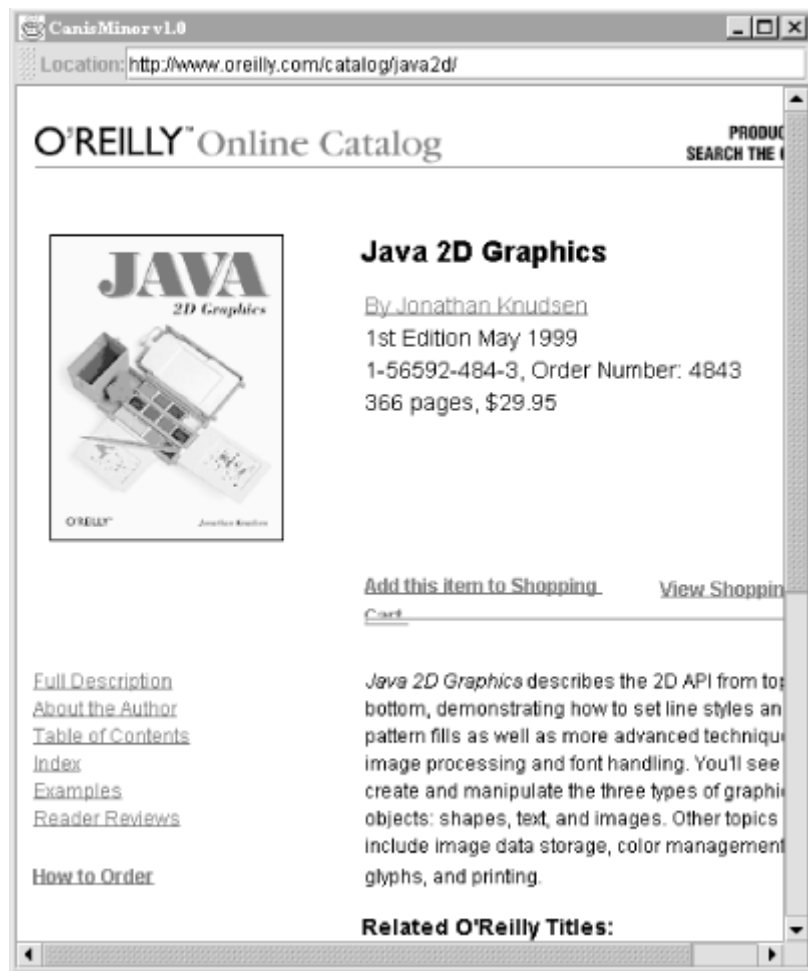 CanisMinor v1.0
Location: http://www.oreilly.com/catalog/java2d/
O'REILLY™ Online Catalog
PRODUC
SEARCH THE
JAVA
2D Graphics
O'REILLY™
Jonathan Knudsen
Java 2D Graphics
By Jonathan Knudsen
1st Edition May 1999
1-56592-484-3, Order Number: 4843
366 pages, $29.95
Add this item to Shopping
Cart
View Shoppin
Full Description
About the Author
Table of Contents
Index
Examples
Reader Reviews
How to Order
Java 2D Graphics describes the 2D API from top
bottom, demonstrating how to set line styles an
pattern fills as well as more advanced techniqu
image processing and font handling. You'll see
create and manipulate the three types of graphi
objects: shapes, text, and images. Other topics
include image data storage, color management
glyphs, and printing.
Related O'Reilly Titles: